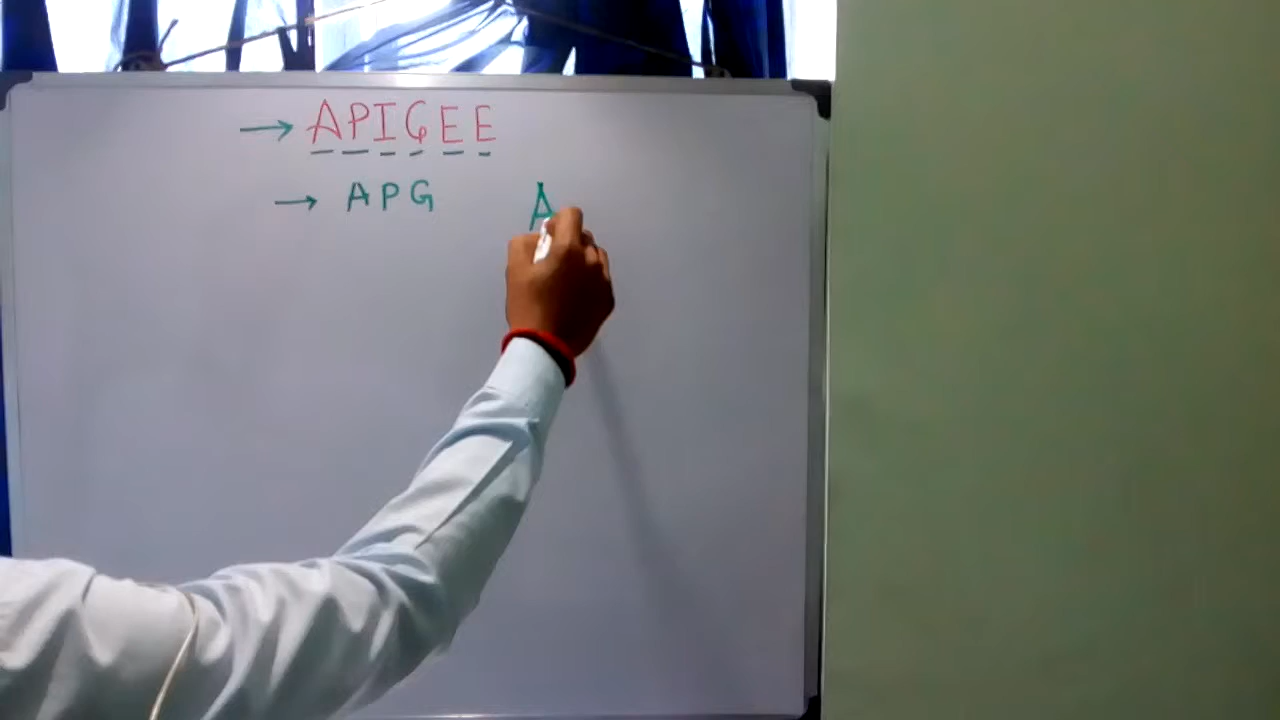 → APIGEE
→ APG A